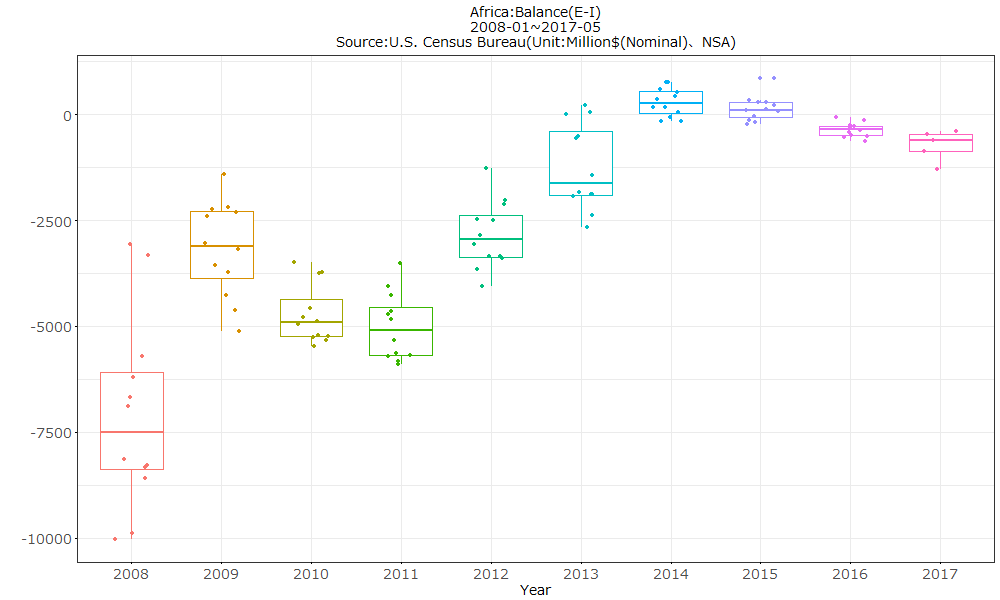 Africa:Balance(E-I)
2008-01~2017-05
Source:U.S. Census Bureau(Unit:Million$(Nominal)、NSA)
0
-2500
-5000
-7500
-10000
2008 2009 2010 2011 2012 2013 2014 2015 2016 2017
Year